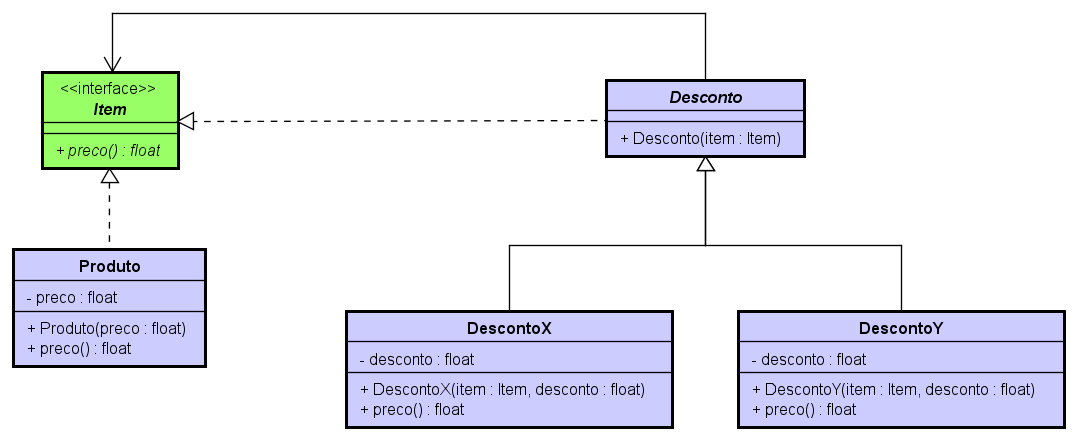 <<interface>>
Item
+ preco() : float
Desconto
+ Desconto(item : Item)
Produto
- preco : float
+ Produto(preco : float)
+ preco() : float
DescontoX
- desconto : float
+ DescontoX(item : Item, desconto : float)
+ preco() : float
DescontoY
- desconto : float
+ DescontoY(item : Item, desconto : float)
+ preco() : float